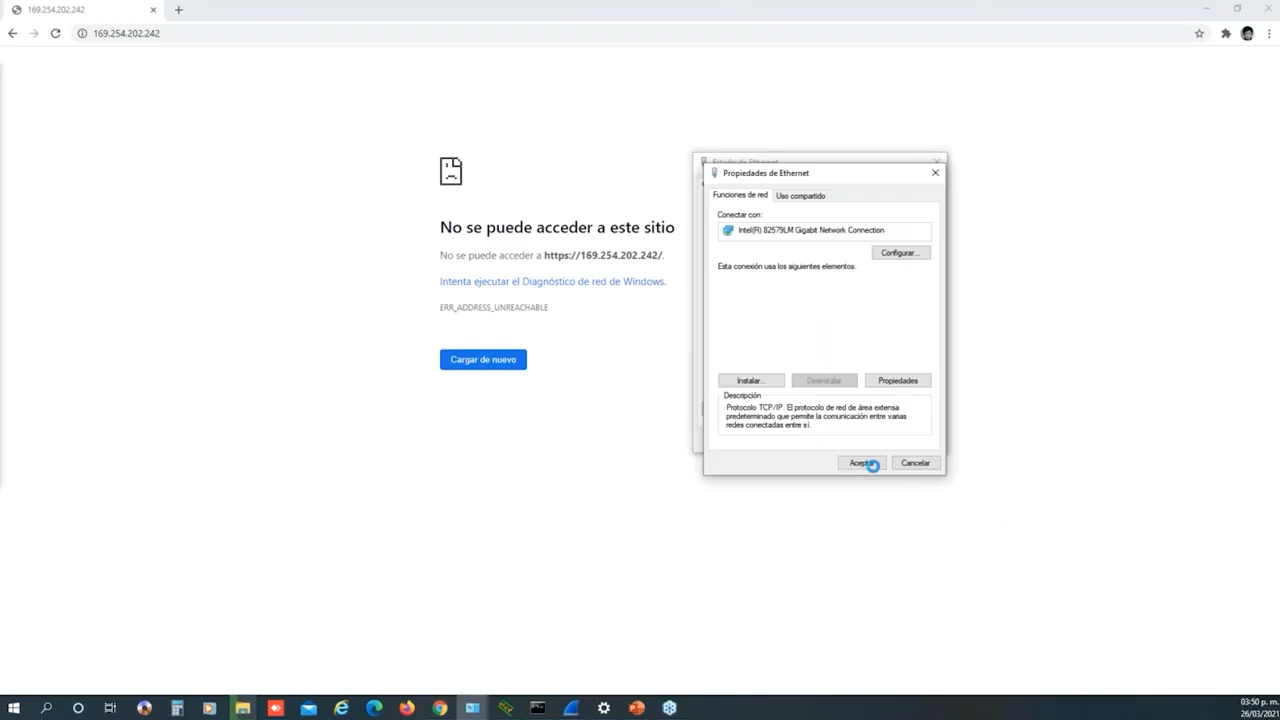 169.254.202.242
169.254.202.242
No se puede acceder a este sitio
No se puede acceder a https://169.254.202.242/.
Intenta ejecutar el Diagnóstico de red de Windows.
ERR_ADDRESS_UNREACHABLE
Cargar de nuevo
Estado de Ethernet
Propiedades de Ethernet
Funciones de red
Uso compartido
Conectar con:
Intel(R) 82579LM Gigabit Network Connection
Configurar...
Esta conexión usa los siguientes elementos:
Instalar...
Desinstalar
Propiedades
Descripción
Protocolo TCP/IP. El protocolo de red de área extensa
predeterminado que permite la comunicación entre varias
redes conectadas entre sí.
Aceptar
Cancelar
03:50 p. m.
26/03/2021